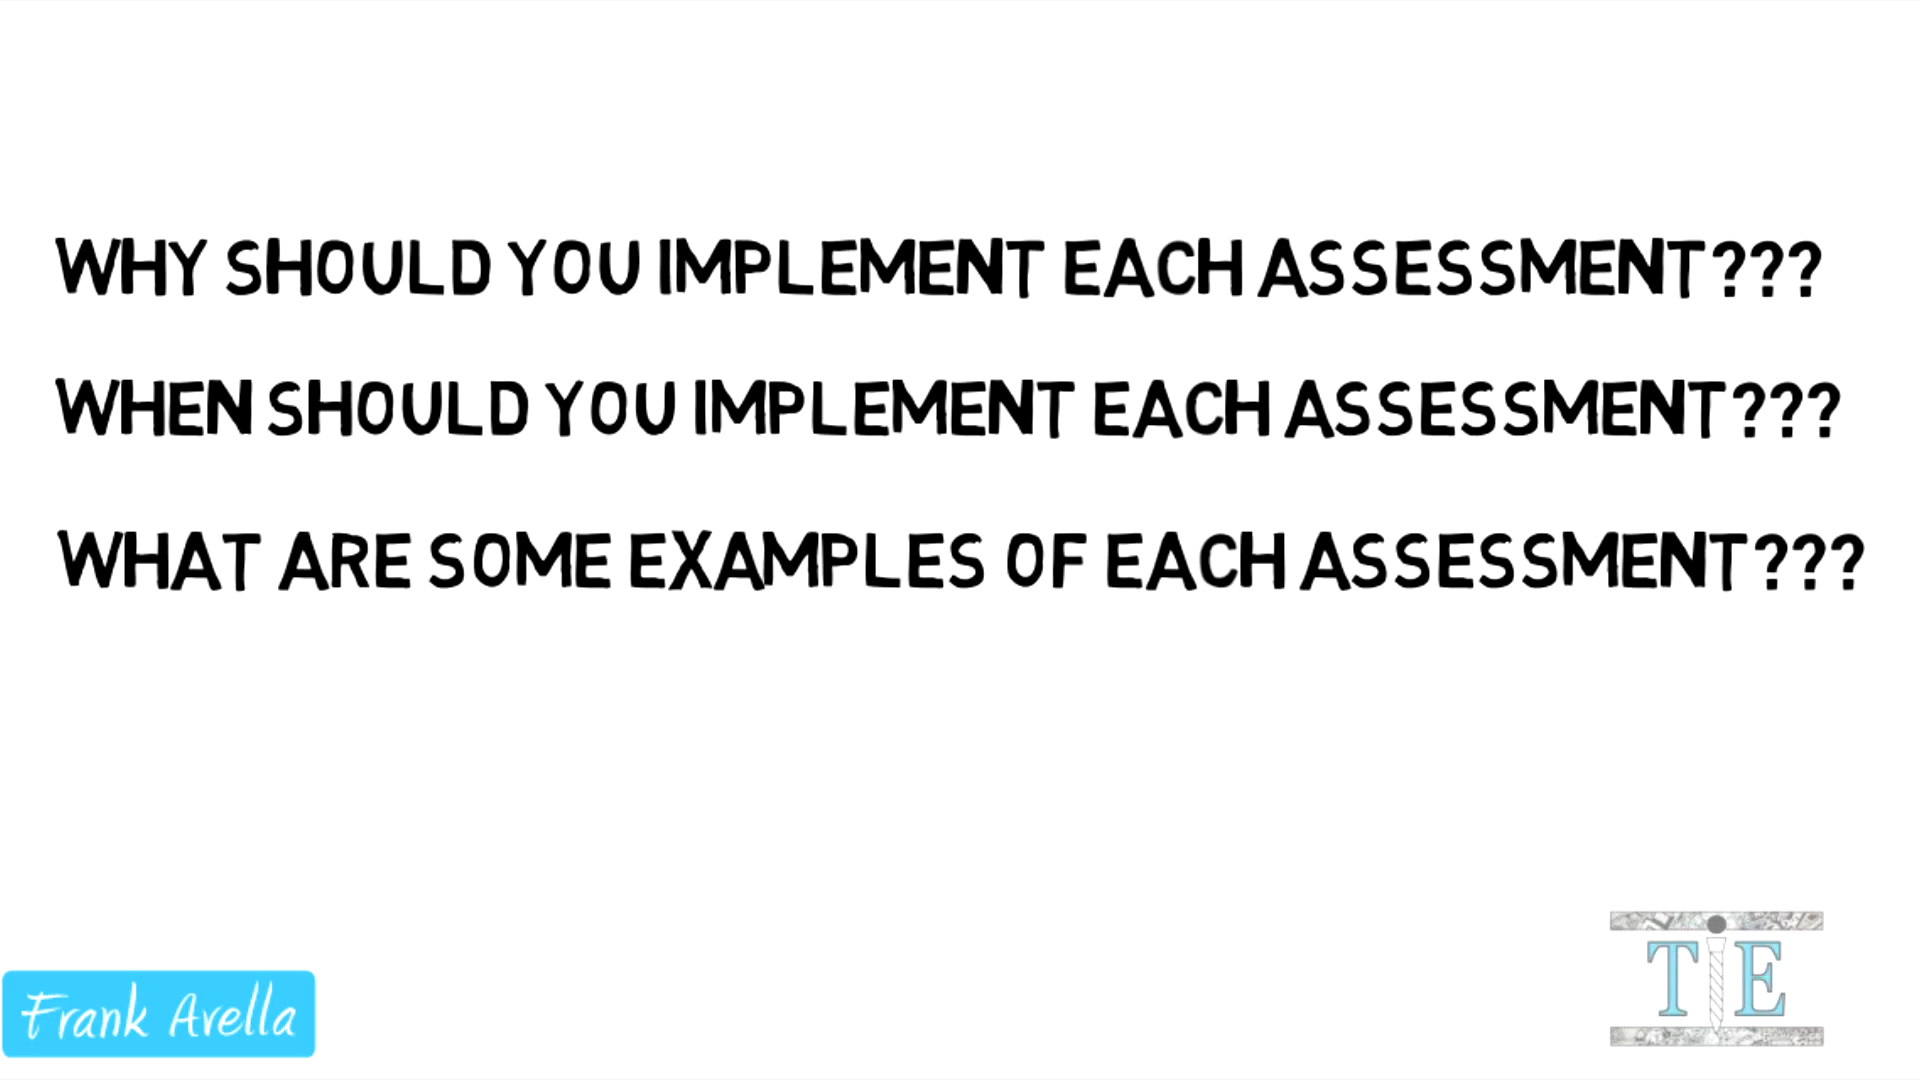 WHY SHOULD YOU IMPLEMENT EACH ASSESSMENT???
WHEN SHOULD YOU IMPLEMENT EACH ASSESSMENT???
WHAT ARE SOME EXAMPLES OF EACH ASSESSMENT???
Frank Avella
TiE